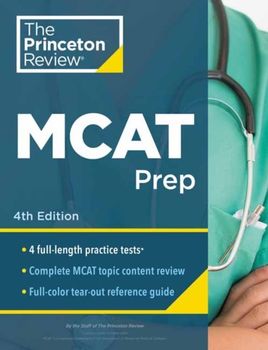 The
Princeton
Review®
MCAT
Prep
4th Edition
• 4 full-length practice tests*
• Complete MCAT topic content review
• Full-color tear-out reference guide
By the Staff of The Princeton Review